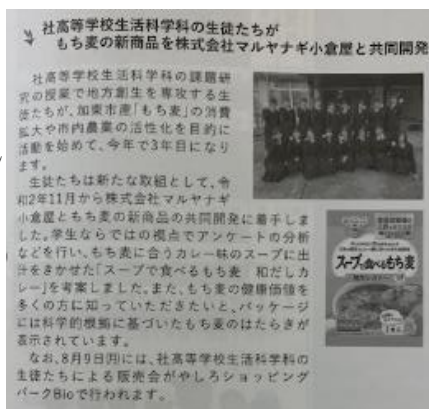 社高等学校生活科学科の生徒たちが
もち麦の新商品を株式会社マルヤナギ小倉屋と共同開発
社高等学校生活科学科の課題研
究の授業で地方創生を専攻する生
徒たちが、加東市産「もち麦」の消費
拡大や市内農業の活性化を目的に
活動を始めて、今年で3年目になり
ます。
生徒たちは新たな取組として、令
和2年11月から株式会社マルヤナギ
小倉屋ともち麦の新商品の共同開発に着手しま
した。学生ならではの視点でアンケートの分析
などを行い、もち麦に合うカレー味のスープに出
汁をきかせた「スープで食べるもち麦 和だしカ
レー」を考案しました。また、もち麦の健康価値を
多くの方に知っていただきたいと、パッケージ
には科学的根拠に基づいたもち麦のはたらきが
表示されています。
なお、8月9日㈪には、社高等学校生活科学科の
生徒たちによる販売会がやしろショッピング
パークBioで行われます。
スープで食べるもち麦